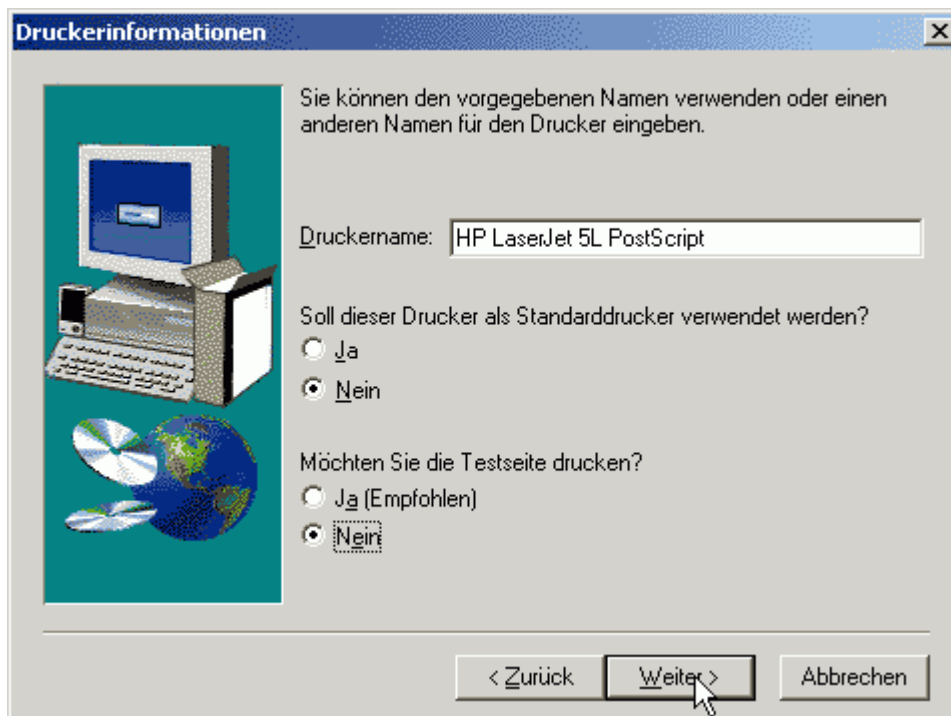 Druckerinformationen
Sie können den vorgegebenen Namen verwenden oder einen
anderen Namen für den Drucker eingeben.
Druckername: HP LaserJet 5L PostScript
Soll dieser Drucker als Standarddrucker verwendet werden?
Ja
Nein
Möchten Sie die Testseite drucken?
Ja (Empfohlen)
Nein
< Zurück Weiter > Abbrechen